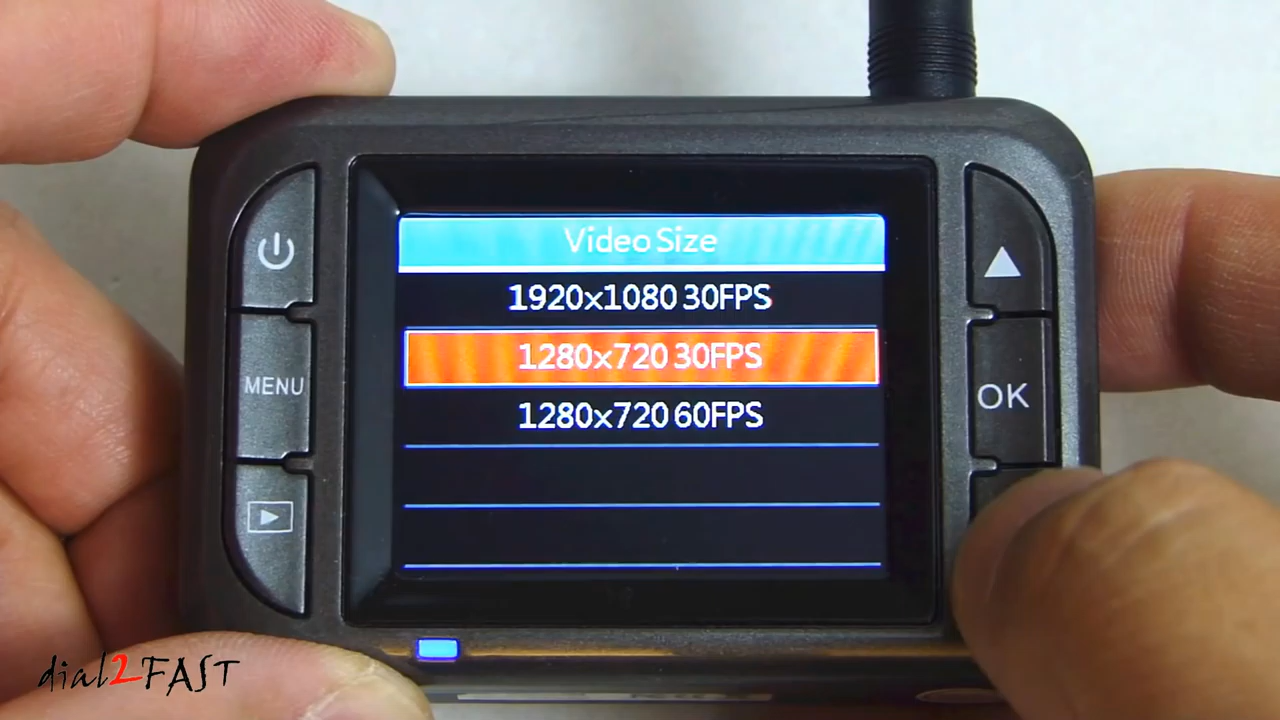 Video Size
1920x1080 30FPS
1280x720 30FPS
1280x720 60FPS
MENU
OK
dial2FAST